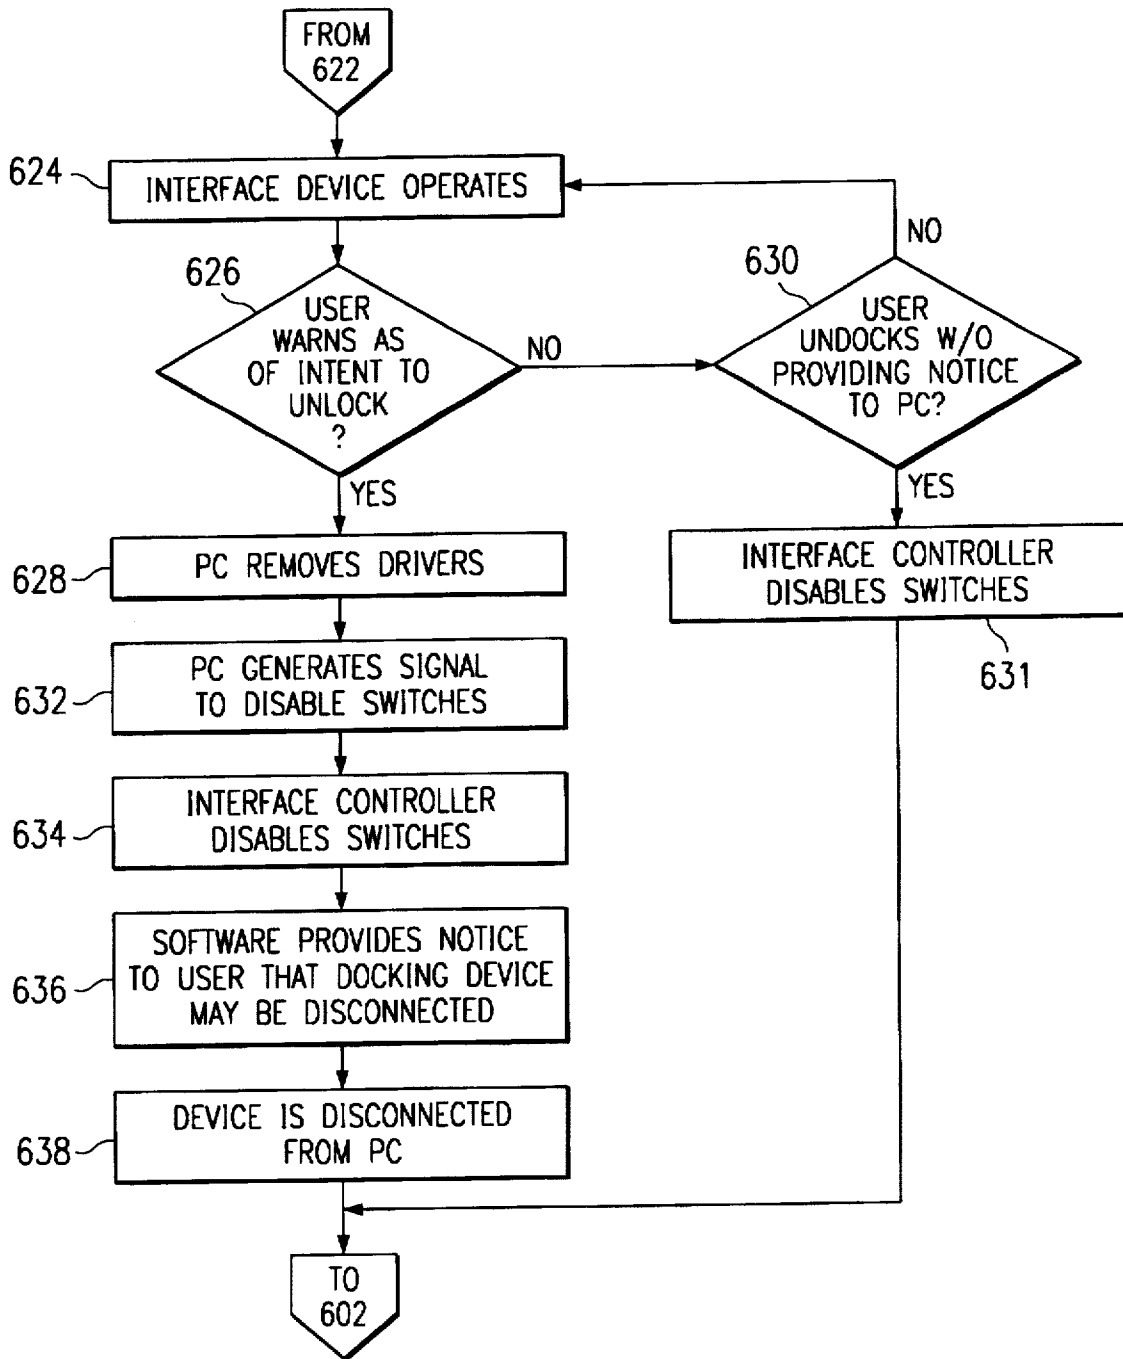 FROM
622
624
INTERFACE DEVICE OPERATES
NO
626
USER
WARNS AS
OF INTENT TO
UNLOCK
?
NO
630
USER
UNDOCKS W/O
PROVIDING NOTICE
TO PC?
YES
YES
628
PC REMOVES DRIVERS
INTERFACE CONTROLLER
DISABLES SWITCHES
631
632
PC GENERATES SIGNAL
TO DISABLE SWITCHES
634
INTERFACE CONTROLLER
DISABLES SWITCHES
636
SOFTWARE PROVIDES NOTICE
TO USER THAT DOCKING DEVICE
MAY BE DISCONNECTED
638
DEVICE IS DISCONNECTED
FROM PC
TO
602